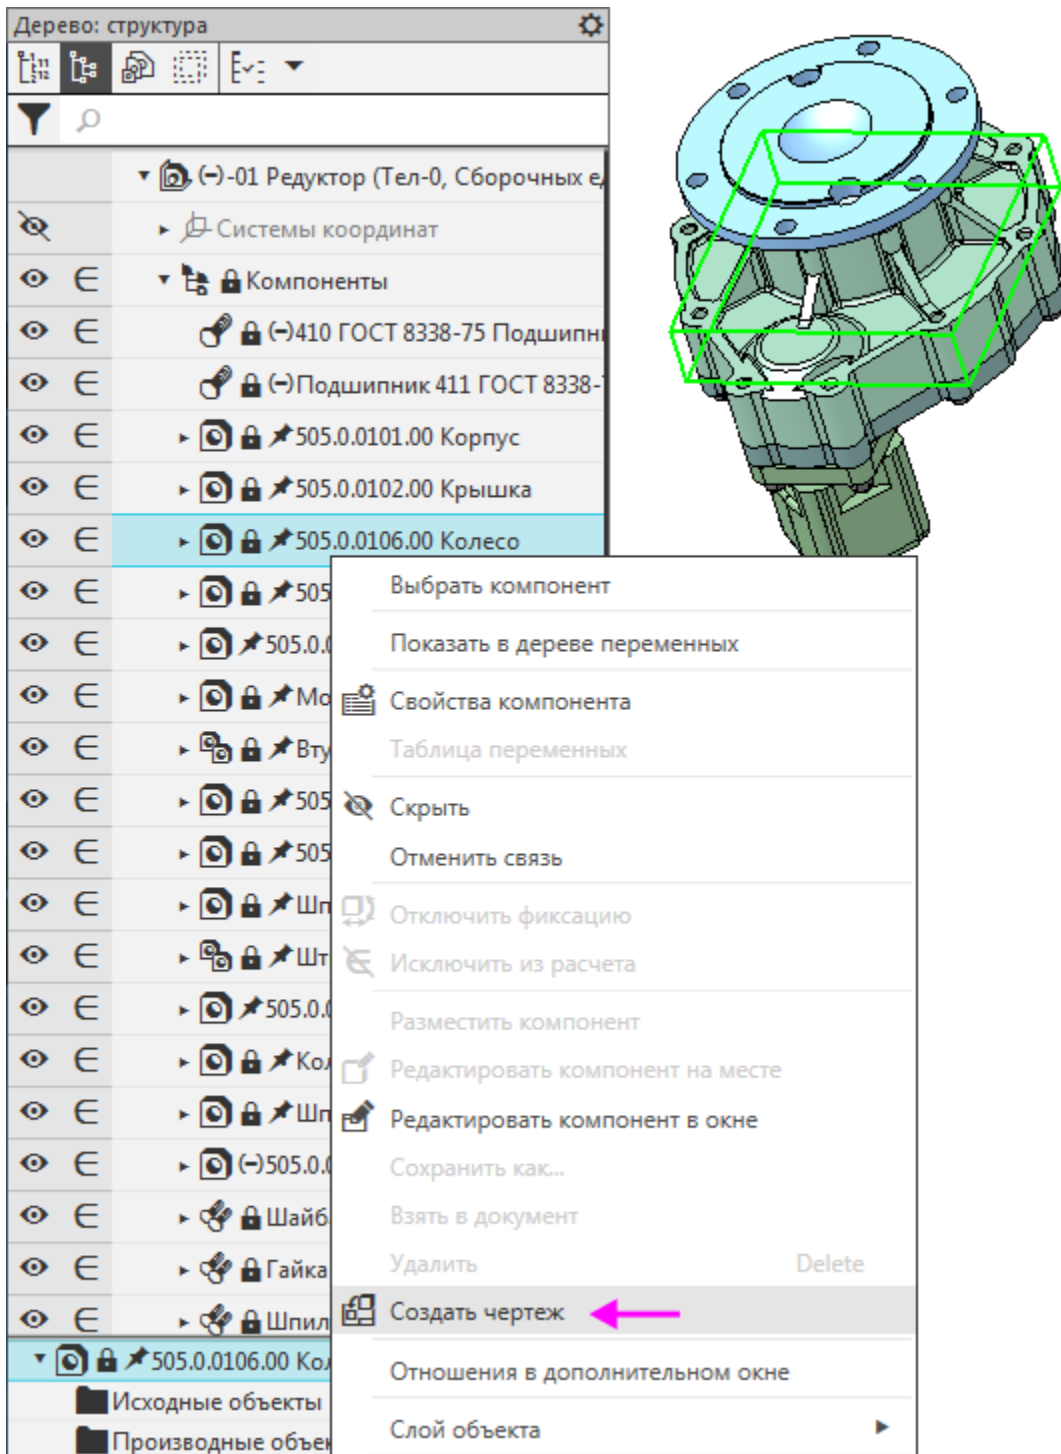 Дерево: структура
(-)-01 Редуктор (Тел-0, Сборочных е
Системы координат
Компоненты
(-)410 ГОСТ 8338-75 Подшипн
(-)Подшипник 411 ГОСТ 8338-
505.0.0101.00 Корпус
505.0.0102.00 Крышка
505.0.0106.00 Колесо
Выбрать компонент
505
Показать в дереве переменных
505.0.
Свойства компонента
Мо
Таблица переменных
Вту
Скрыть
505
Отменить связь
505
Отключить фиксацию
Шп
Исключить из расчета
Шт
Разместить компонент
505.0.
Редактировать компонент на месте
Кол
Редактировать компонент в окне
Шп
Сохранить как...
(-)505.0.
Взять в документ
Шайб
Удалить Delete
Гайка
Создать чертеж
Шпил
505.0.0106.00 Кол
Отношения в дополнительном окне
Исходные объекты
Слой объекта
Производные объек